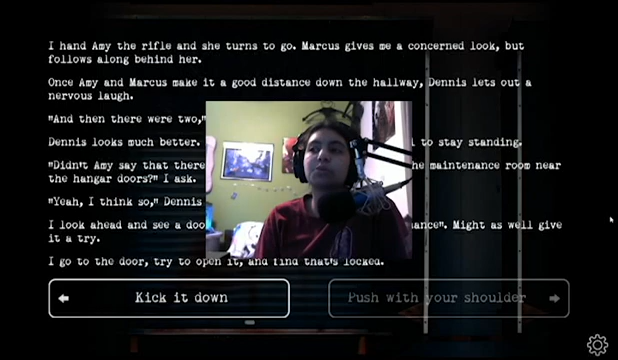 I hand Amy the rifle and she turns to go. Marcus gives me a concerned look, but
follows along behind her.
Once Amy and Marcus make it a good distance down the hallway, Dennis lets out a
nervous laugh.
"And then there were two,"
Dennis looks much better. to stay standing.
"Didn't Amy say that there maintenance room near
the hangar doors?" I ask.
"Yeah, I think so," Dennis
I look ahead and see a doo Might as well give
it a try.
I go to the door, try to open it, and find that's locked.
Kick it down
Push with your shoulder